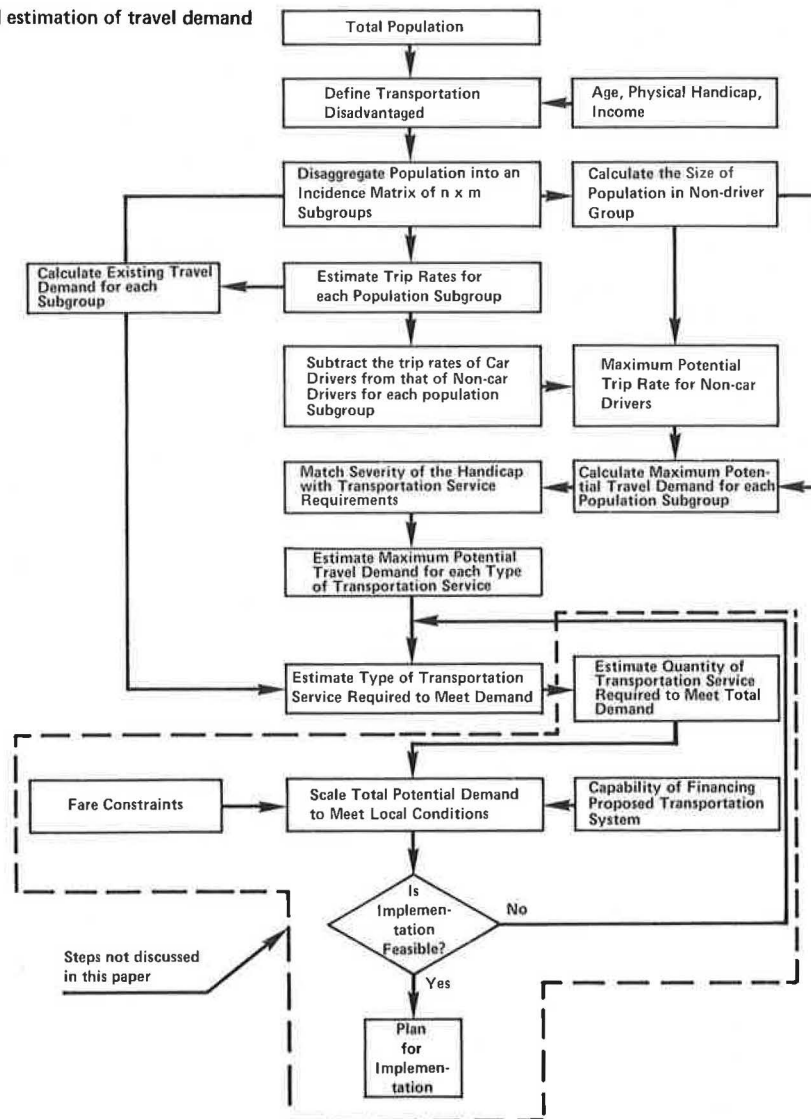 l estimation of travel demand
Total Population
Define Transportation
Disadvantaged
Age, Physical Handicap,
Income
Disaggregate Population into an
Incidence Matrix of n x m
Subgroups
Calculate the Size of
Population in Non-driver
Group
Calculate Existing Travel
Demand for each
Subgroup
Estimate Trip Rates for
each Population Subgroup
Subtract the trip rates of Car
Drivers from that of Non-car
Drivers for each population
Subgroup
Maximum Potential
Trip Rate for Non-car
Drivers
Match Severity of the Handicap
with Transportation Service
Requirements
Calculate Maximum Poten-
tial Travel Demand for each
Population Subgroup
Estimate Maximum Potential
Travel Demand for each Type
of Transportation Service
Estimate Type of Transportation
Service Required to Meet Demand
Estimate Quantity of
Transportation Service
Required to Meet Total
Demand
Fare Constraints
Scale Total Potential Demand
to Meet Local Conditions
Capability of Financing
Proposed Transportation
System
Is
Implemen-
tation
Feasible?
No
Steps not discussed
in this paper
Yes
Plan
for
Implemen-
tation